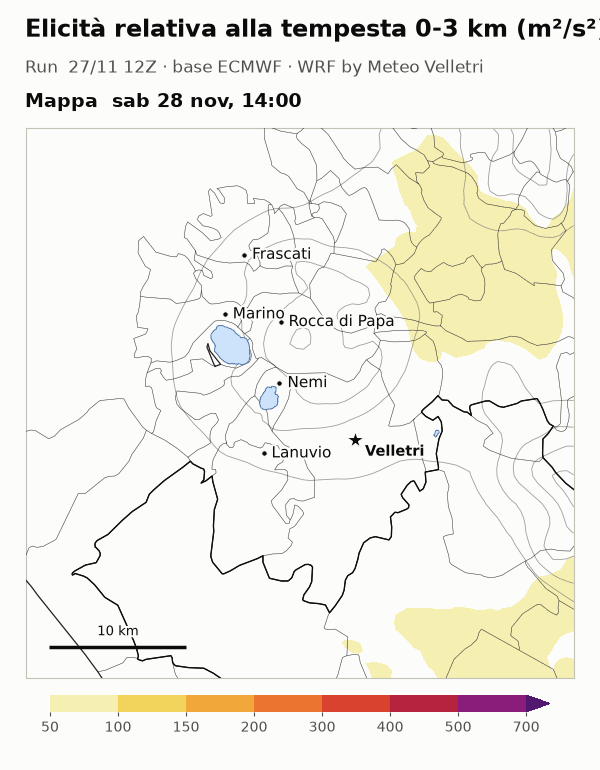 Elicità relativa alla tempesta 0-3 km (m²/s²)
Run  27/11 12Z · base ECMWF · WRF by Meteo Velletri
Mappa  sab 28 nov, 14:00
Frascati
Marino
Rocca di Papa
Nemi
Velletri
Lanuvio
10 km
50 100 150 200 300 400 500 700